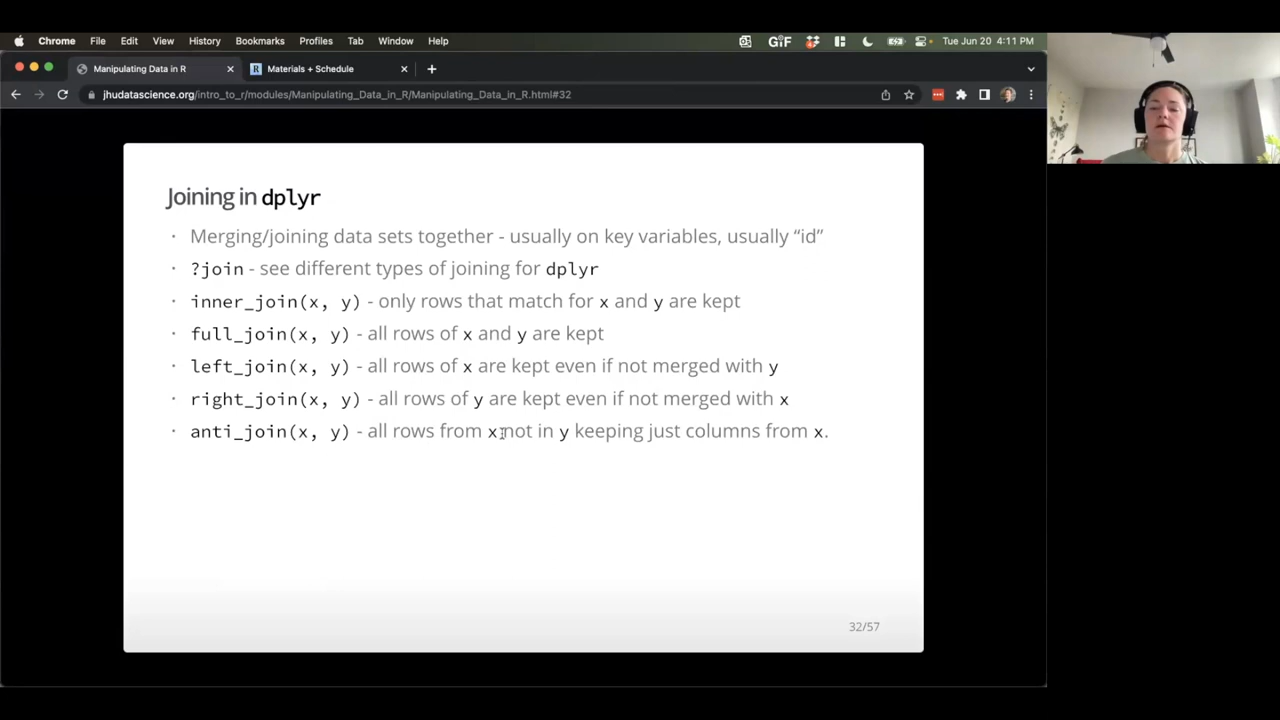 Chrome File Edit View History Bookmarks Profiles Tab Window Help GiF Tue Jun 20 4:11 PM
Manipulating Data in R R Materials + Schedule
jhudatascience.org/intro_to_r/modules/Manipulating_Data_in_R/Manipulating_Data_in_R.html#32
Joining in dplyr
· Merging/joining data sets together - usually on key variables, usually “id”
· ?join - see different types of joining for dplyr
· inner_join(x, y) - only rows that match for x and y are kept
· full_join(x, y) - all rows of x and y are kept
· left_join(x, y) - all rows of x are kept even if not merged with y
· right_join(x, y) - all rows of y are kept even if not merged with x
· anti_join(x, y) - all rows from x not in y keeping just columns from x.
32/57